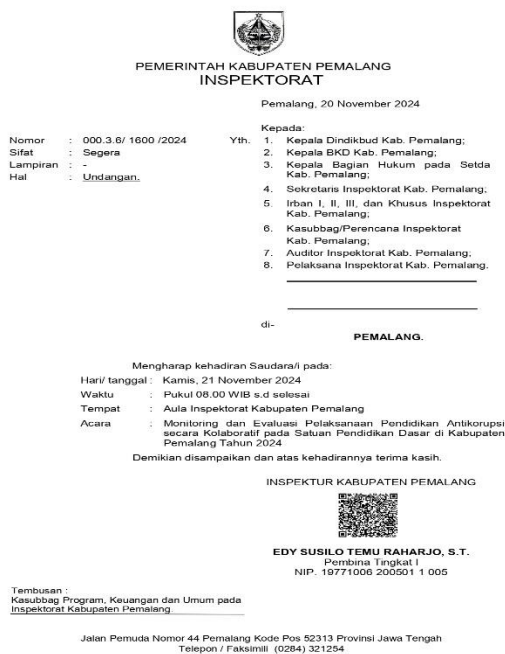 PEMERINTAH KABUPATEN PEMALANG
INSPEKTORAT
Pemalang, 20 November 2024
Kepada:
Nomor : 000.3.6/ 1600 /2024
Sifat : Segera
Lampiran : -
Hal : Undangan.
Yth. 1. Kepala Dindikbud Kab. Pemalang;
2. Kepala BKD Kab. Pemalang;
3. Kepala Bagian Hukum pada Setda
Kab. Pemalang;
4. Sekretaris Inspektorat Kab. Pemalang;
5. Irban I, II, III, dan Khusus Inspektorat
Kab. Pemalang;
6. Kasubbag/Perencana Inspektorat
Kab. Pemalang;
7. Auditor Inspektorat Kab. Pemalang;
8. Pelaksana Inspektorat Kab. Pemalang.
di-
PEMALANG.
Mengharap kehadiran Saudara/i pada:
Hari/ tanggal : Kamis, 21 November 2024
Waktu : Pukul 08.00 WIB s.d selesai
Tempat : Aula Inspektorat Kabupaten Pemalang
Acara : Monitoring dan Evaluasi Pelaksanaan Pendidikan Antikorupsi
secara Kolaboratif pada Satuan Pendidikan Dasar di Kabupaten
Pemalang Tahun 2024
Demikian disampaikan dan atas kehadirannya terima kasih.
INSPEKTUR KABUPATEN PEMALANG
EDY SUSILO TEMU RAHARJO, S.T.
Pembina Tingkat I
NIP. 19771006 200501 1 005
Tembusan :
Kasubbag Program, Keuangan dan Umum pada
Inspektorat Kabupaten Pemalang.
Jalan Pemuda Nomor 44 Pemalang Kode Pos 52313 Provinsi Jawa Tengah
Telepon / Faksimili (0284) 321254